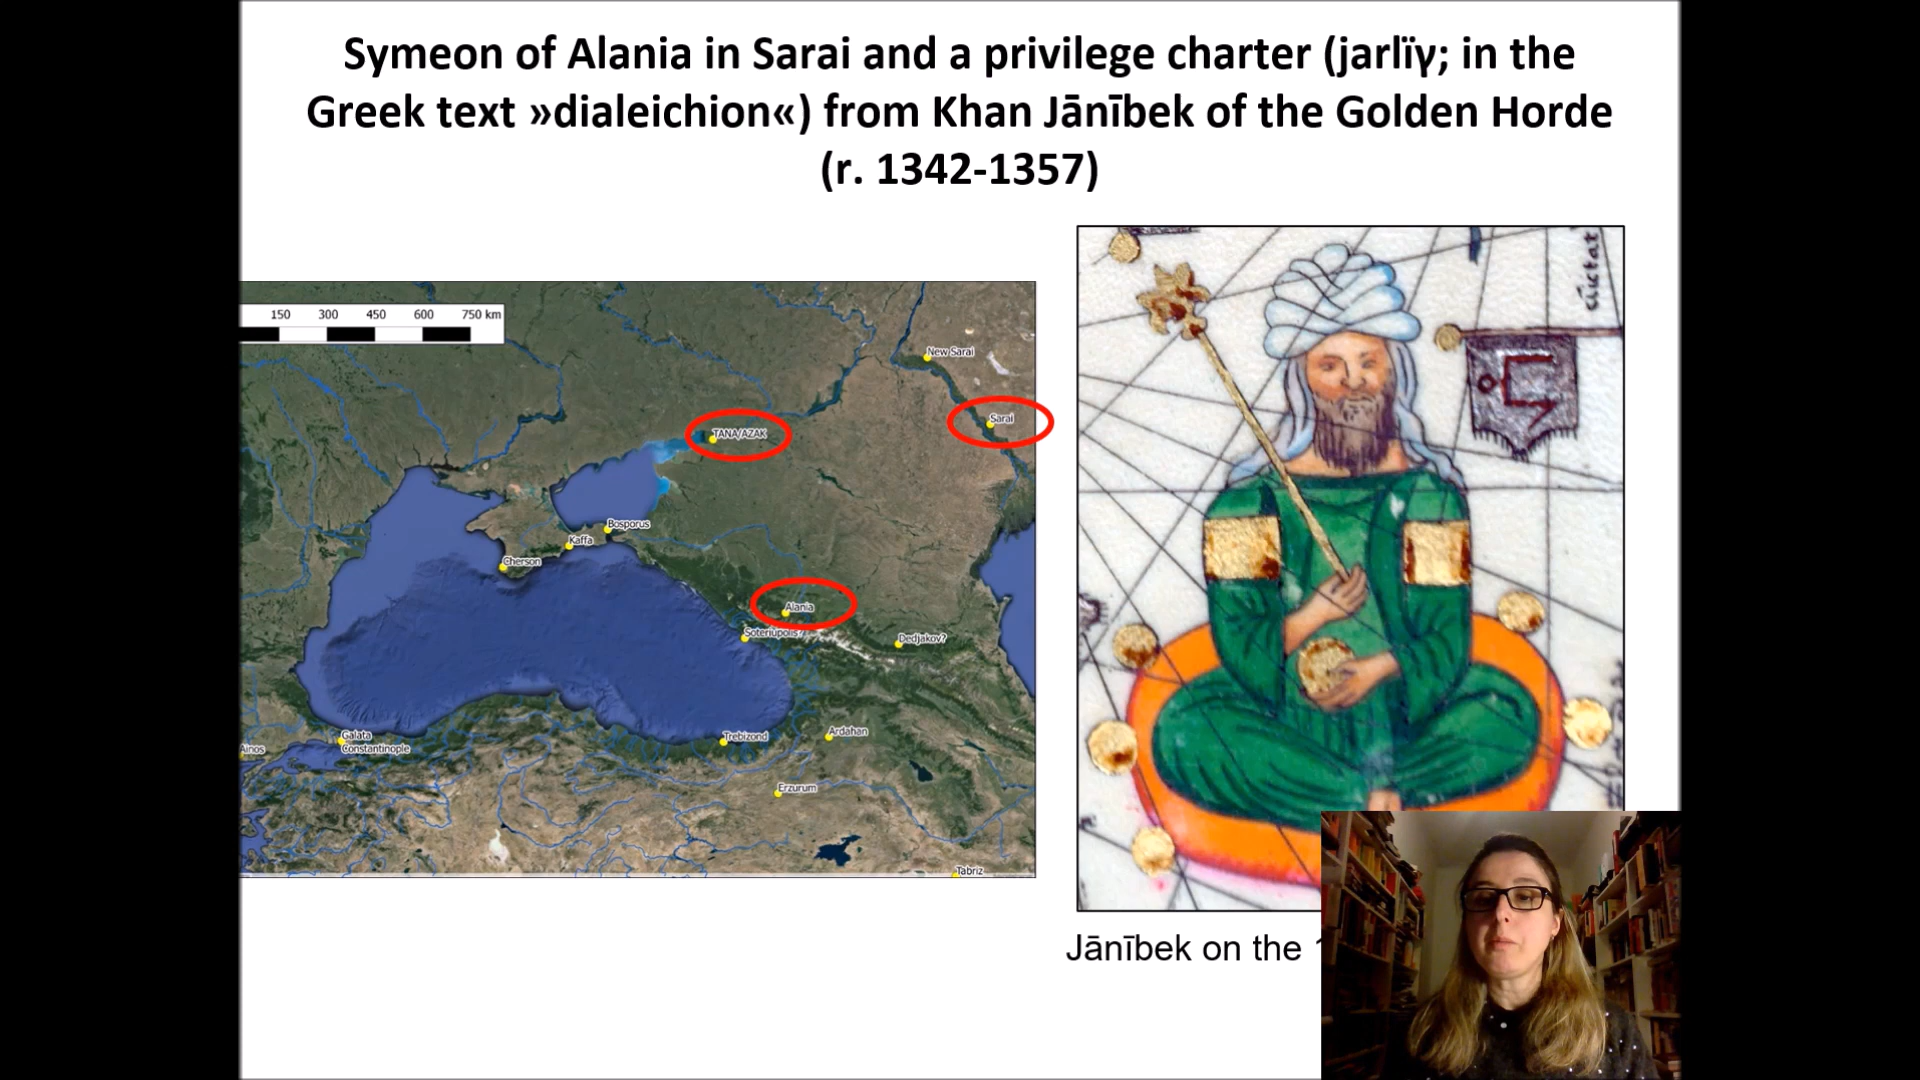 Symeon of Alania in Sarai and a privilege charter (jarlïγ; in the
Greek text »dialeichion«) from Khan Jānībek of the Golden Horde
(r. 1342-1357)
150 300 450 600 750 km
New Sarai
Sarai
TANA/AZAK
Bosporus
Kaffa
Cherson
Alania
Soteriupolis?
Dedjakov?
Galata
Constantinople
Ainos
Trebizond
Ardahan
Erzurum
Tabriz
Jānībek on the